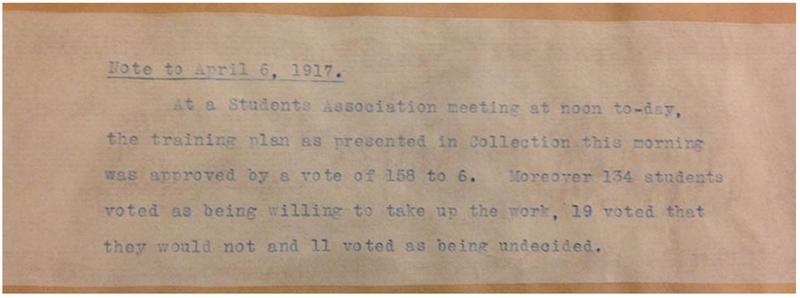 Note to April 6, 1917.
At a Students Association meeting at noon to-day,
the training plan as presented in Collection this morning
was approved by a vote of 158 to 6. Moreover 134 students
voted as being willing to take up the work, 19 voted that
they would not and 11 voted as being undecided.